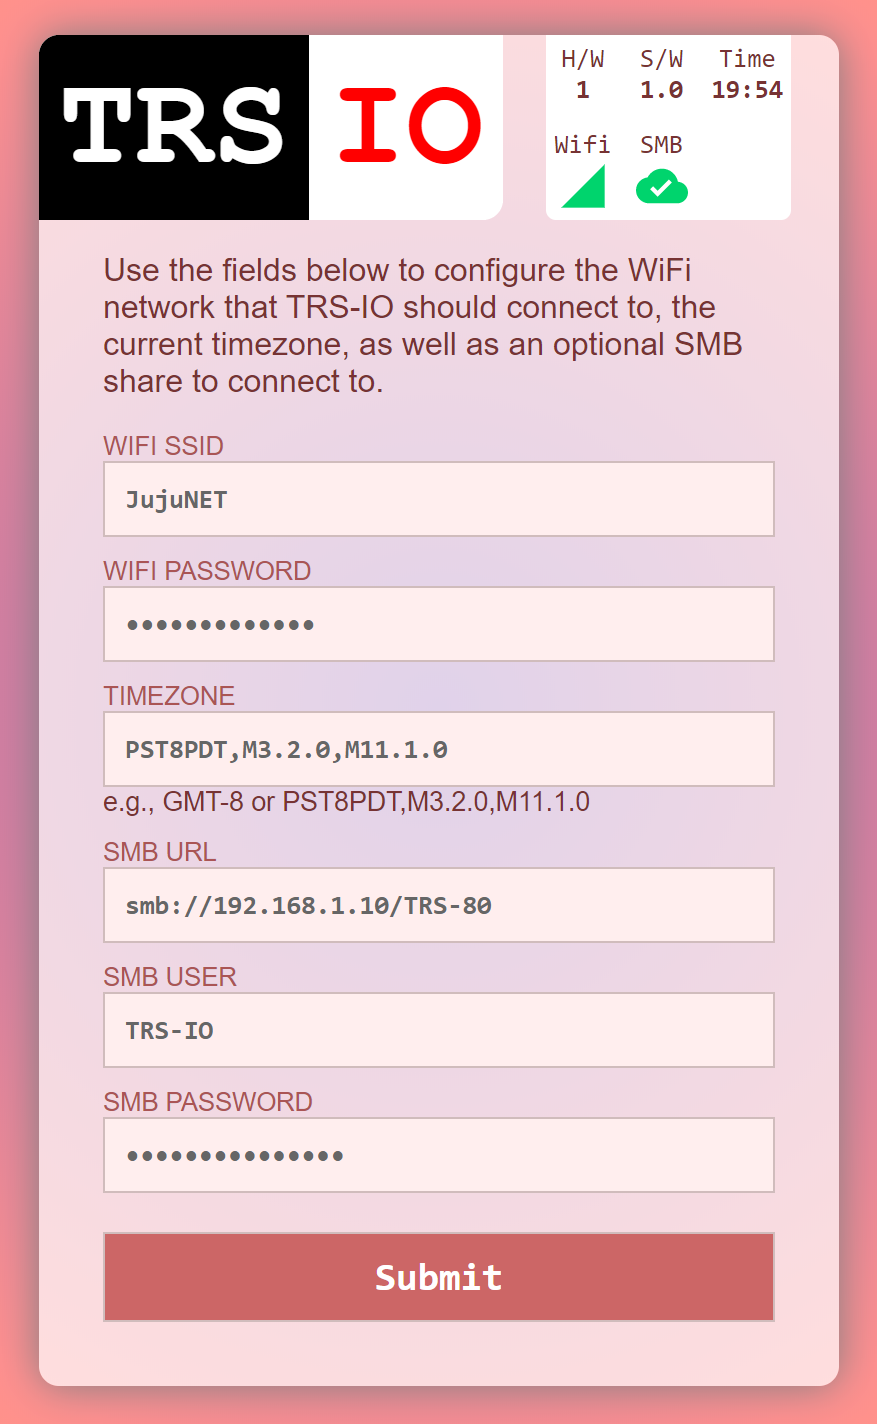 TRS IO
H/W S/W Time
1 1.0 19:54
Wifi SMB
Use the fields below to configure the WiFi
network that TRS-IO should connect to, the
current timezone, as well as an optional SMB
share to connect to.
WIFI SSID
JujuNET
WIFI PASSWORD
•••••••••••••
TIMEZONE
PST8PDT,M3.2.0,M11.1.0
e.g., GMT-8 or PST8PDT,M3.2.0,M11.1.0
SMB URL
smb://192.168.1.10/TRS-80
SMB USER
TRS-IO
SMB PASSWORD
•••••••••••••••
Submit